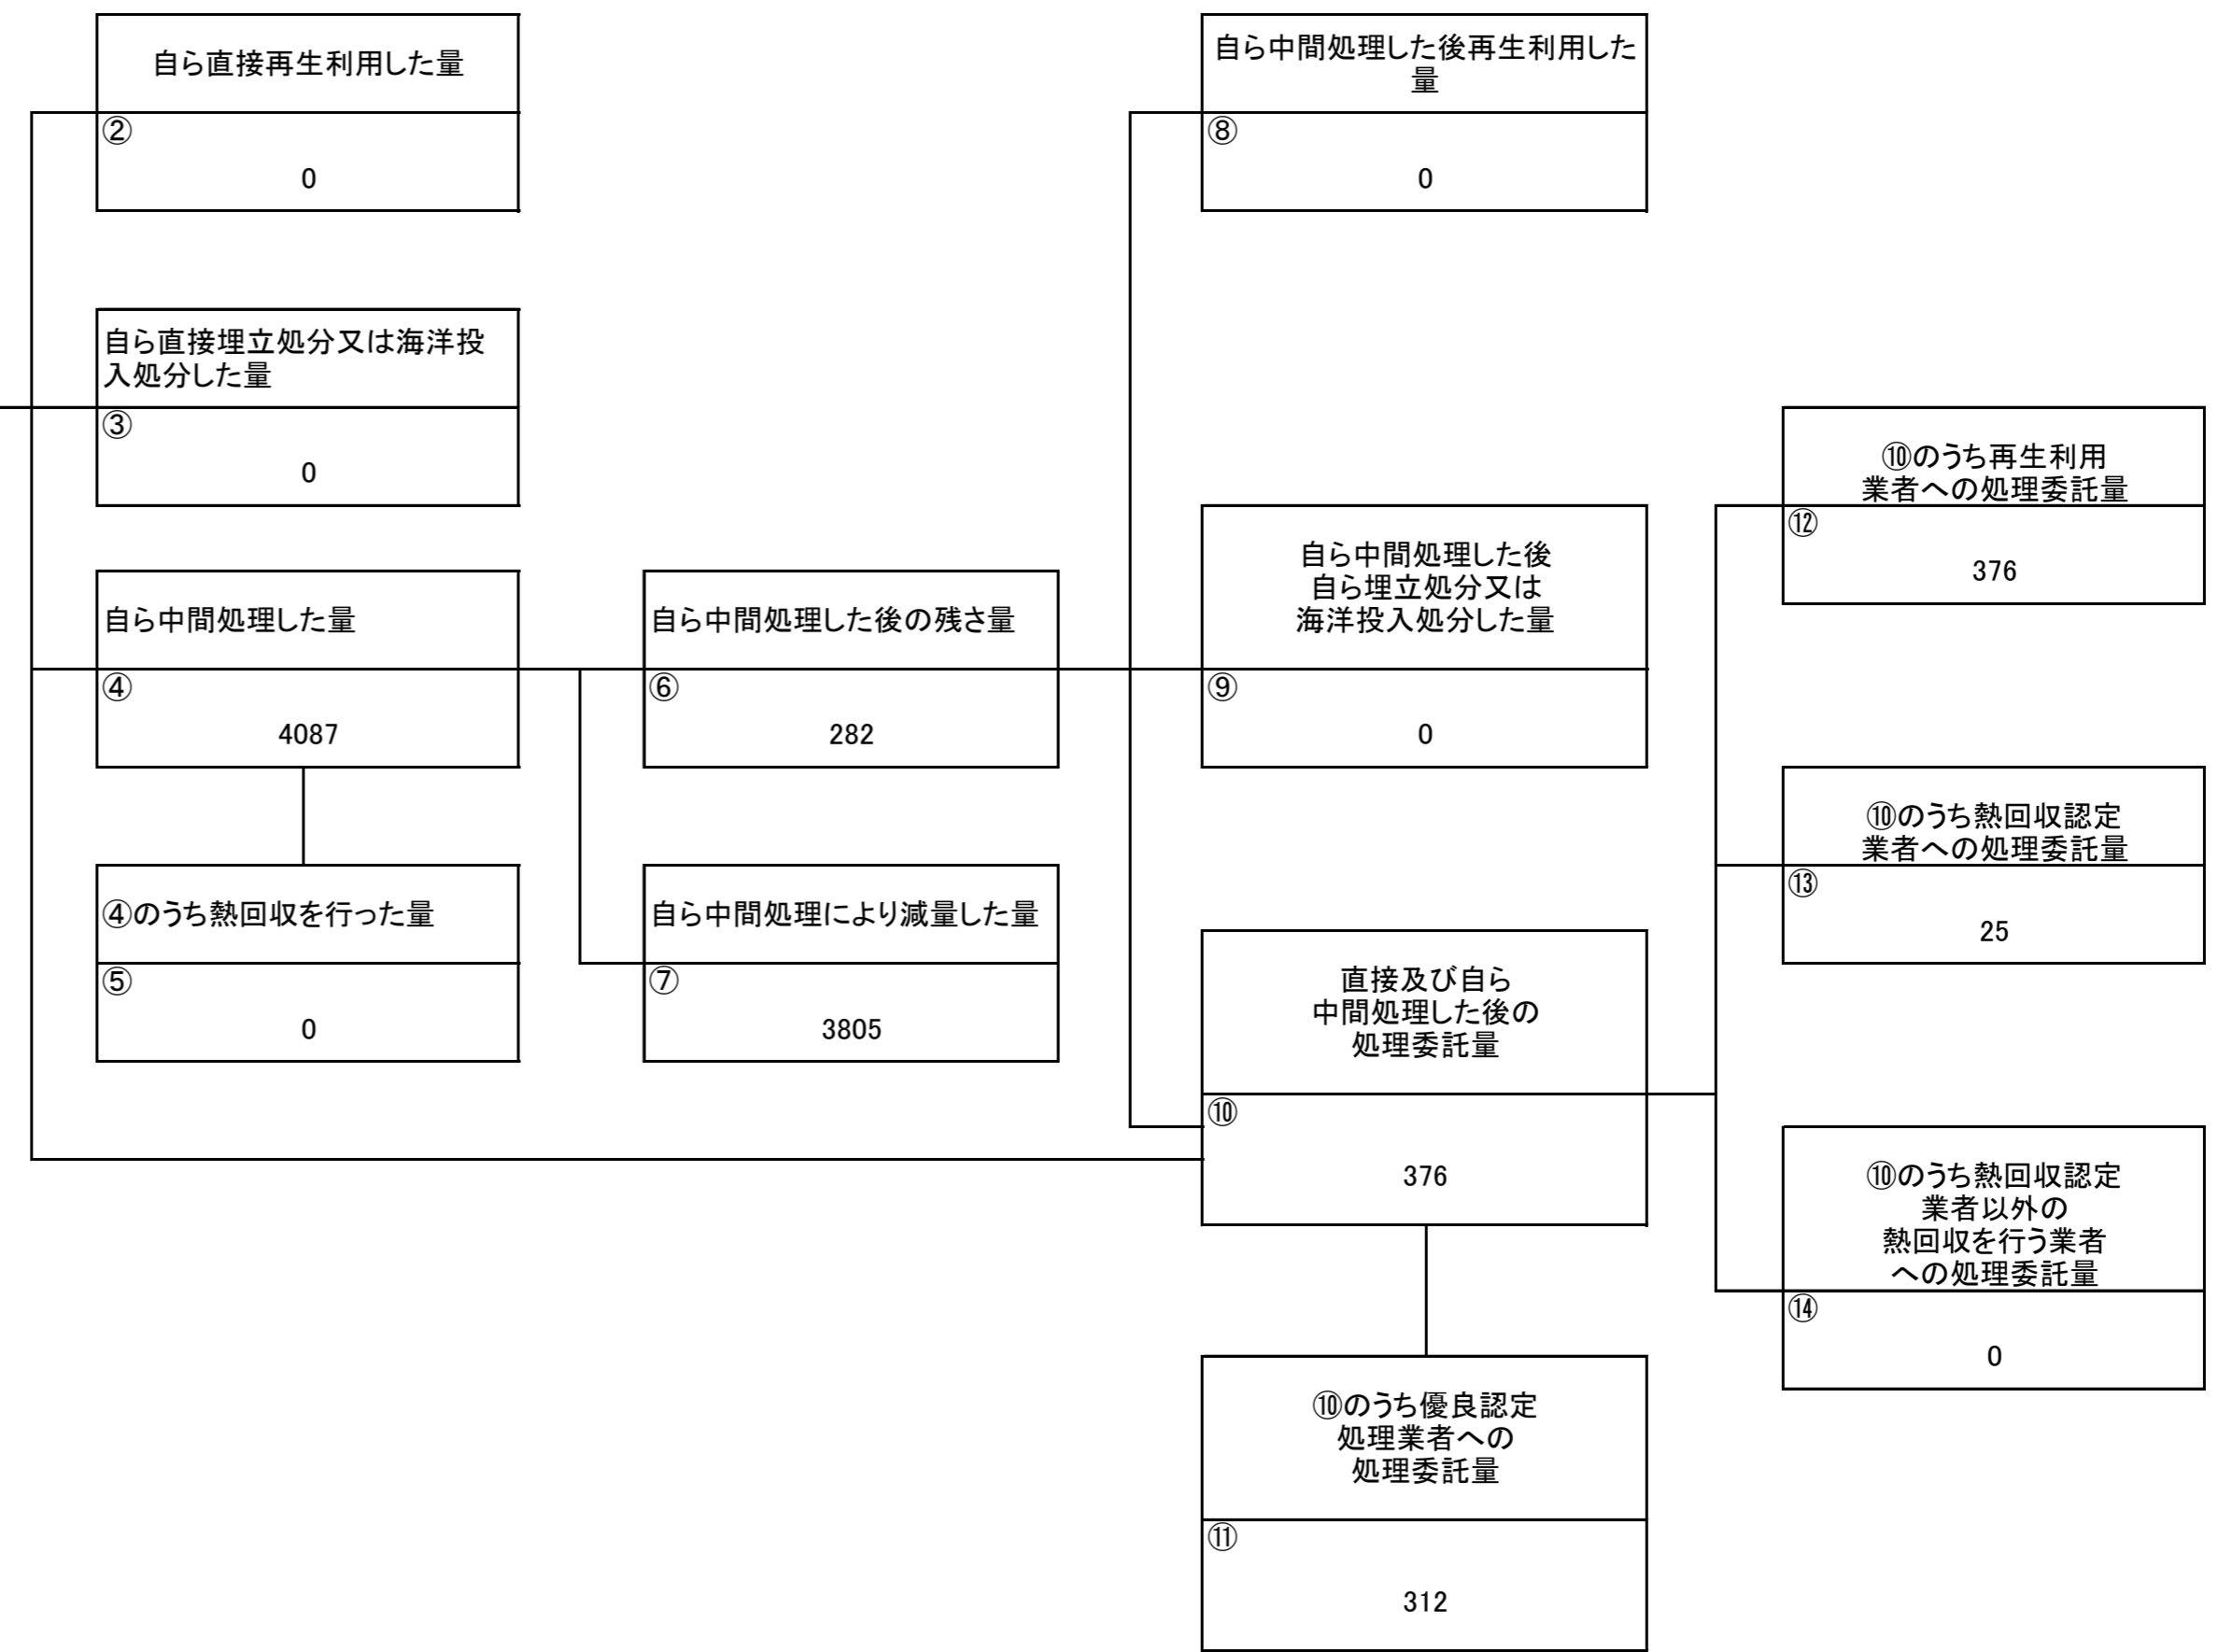 自ら直接再生利用した量
②
0
自ら直接埋立処分又は海洋投
入処分した量
③
0
自ら中間処理した量
④
4087
④のうち熱回収を行った量
⑤
0
自ら中間処理した後の残さ量
⑥
282
自ら中間処理により減量した量
⑦
3805
自ら中間処理した後再生利用した
量
⑧
0
自ら中間処理した後
自ら埋立処分又は
海洋投入処分した量
⑨
0
直接及び自ら
中間処理した後の
処理委託量
⑩
376
⑩のうち優良認定
処理業者への
処理委託量
⑪
312
⑩のうち再生利用
業者への処理委託量
⑫
376
⑩のうち熱回収認定
業者への処理委託量
⑬
25
⑩のうち熱回収認定
業者以外の
熱回収を行う業者
への処理委託量
⑭
0